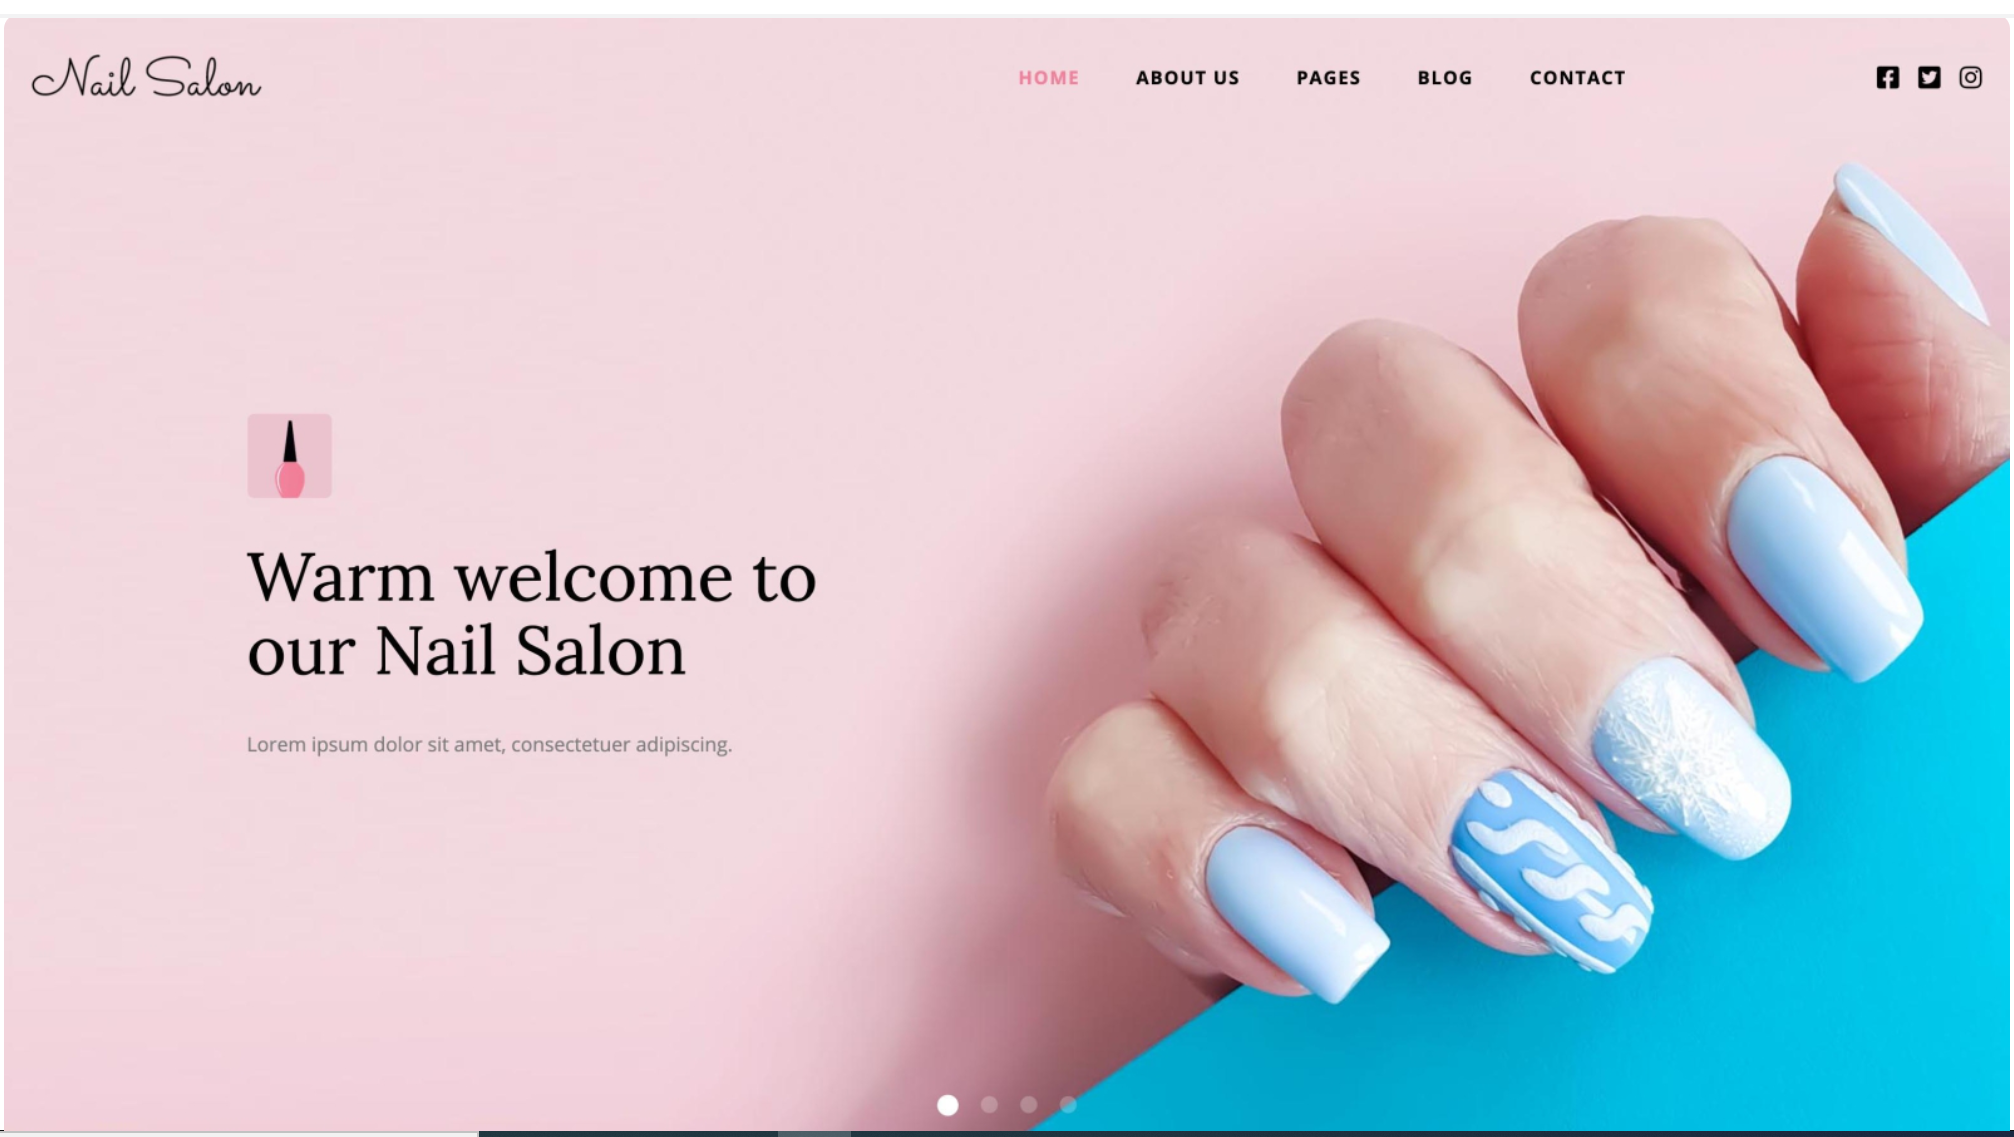 Nail Salon
HOME ABOUT US PAGES BLOG CONTACT
Warm welcome to
our Nail Salon
Lorem ipsum dolor sit amet, consectetuer adipiscing.